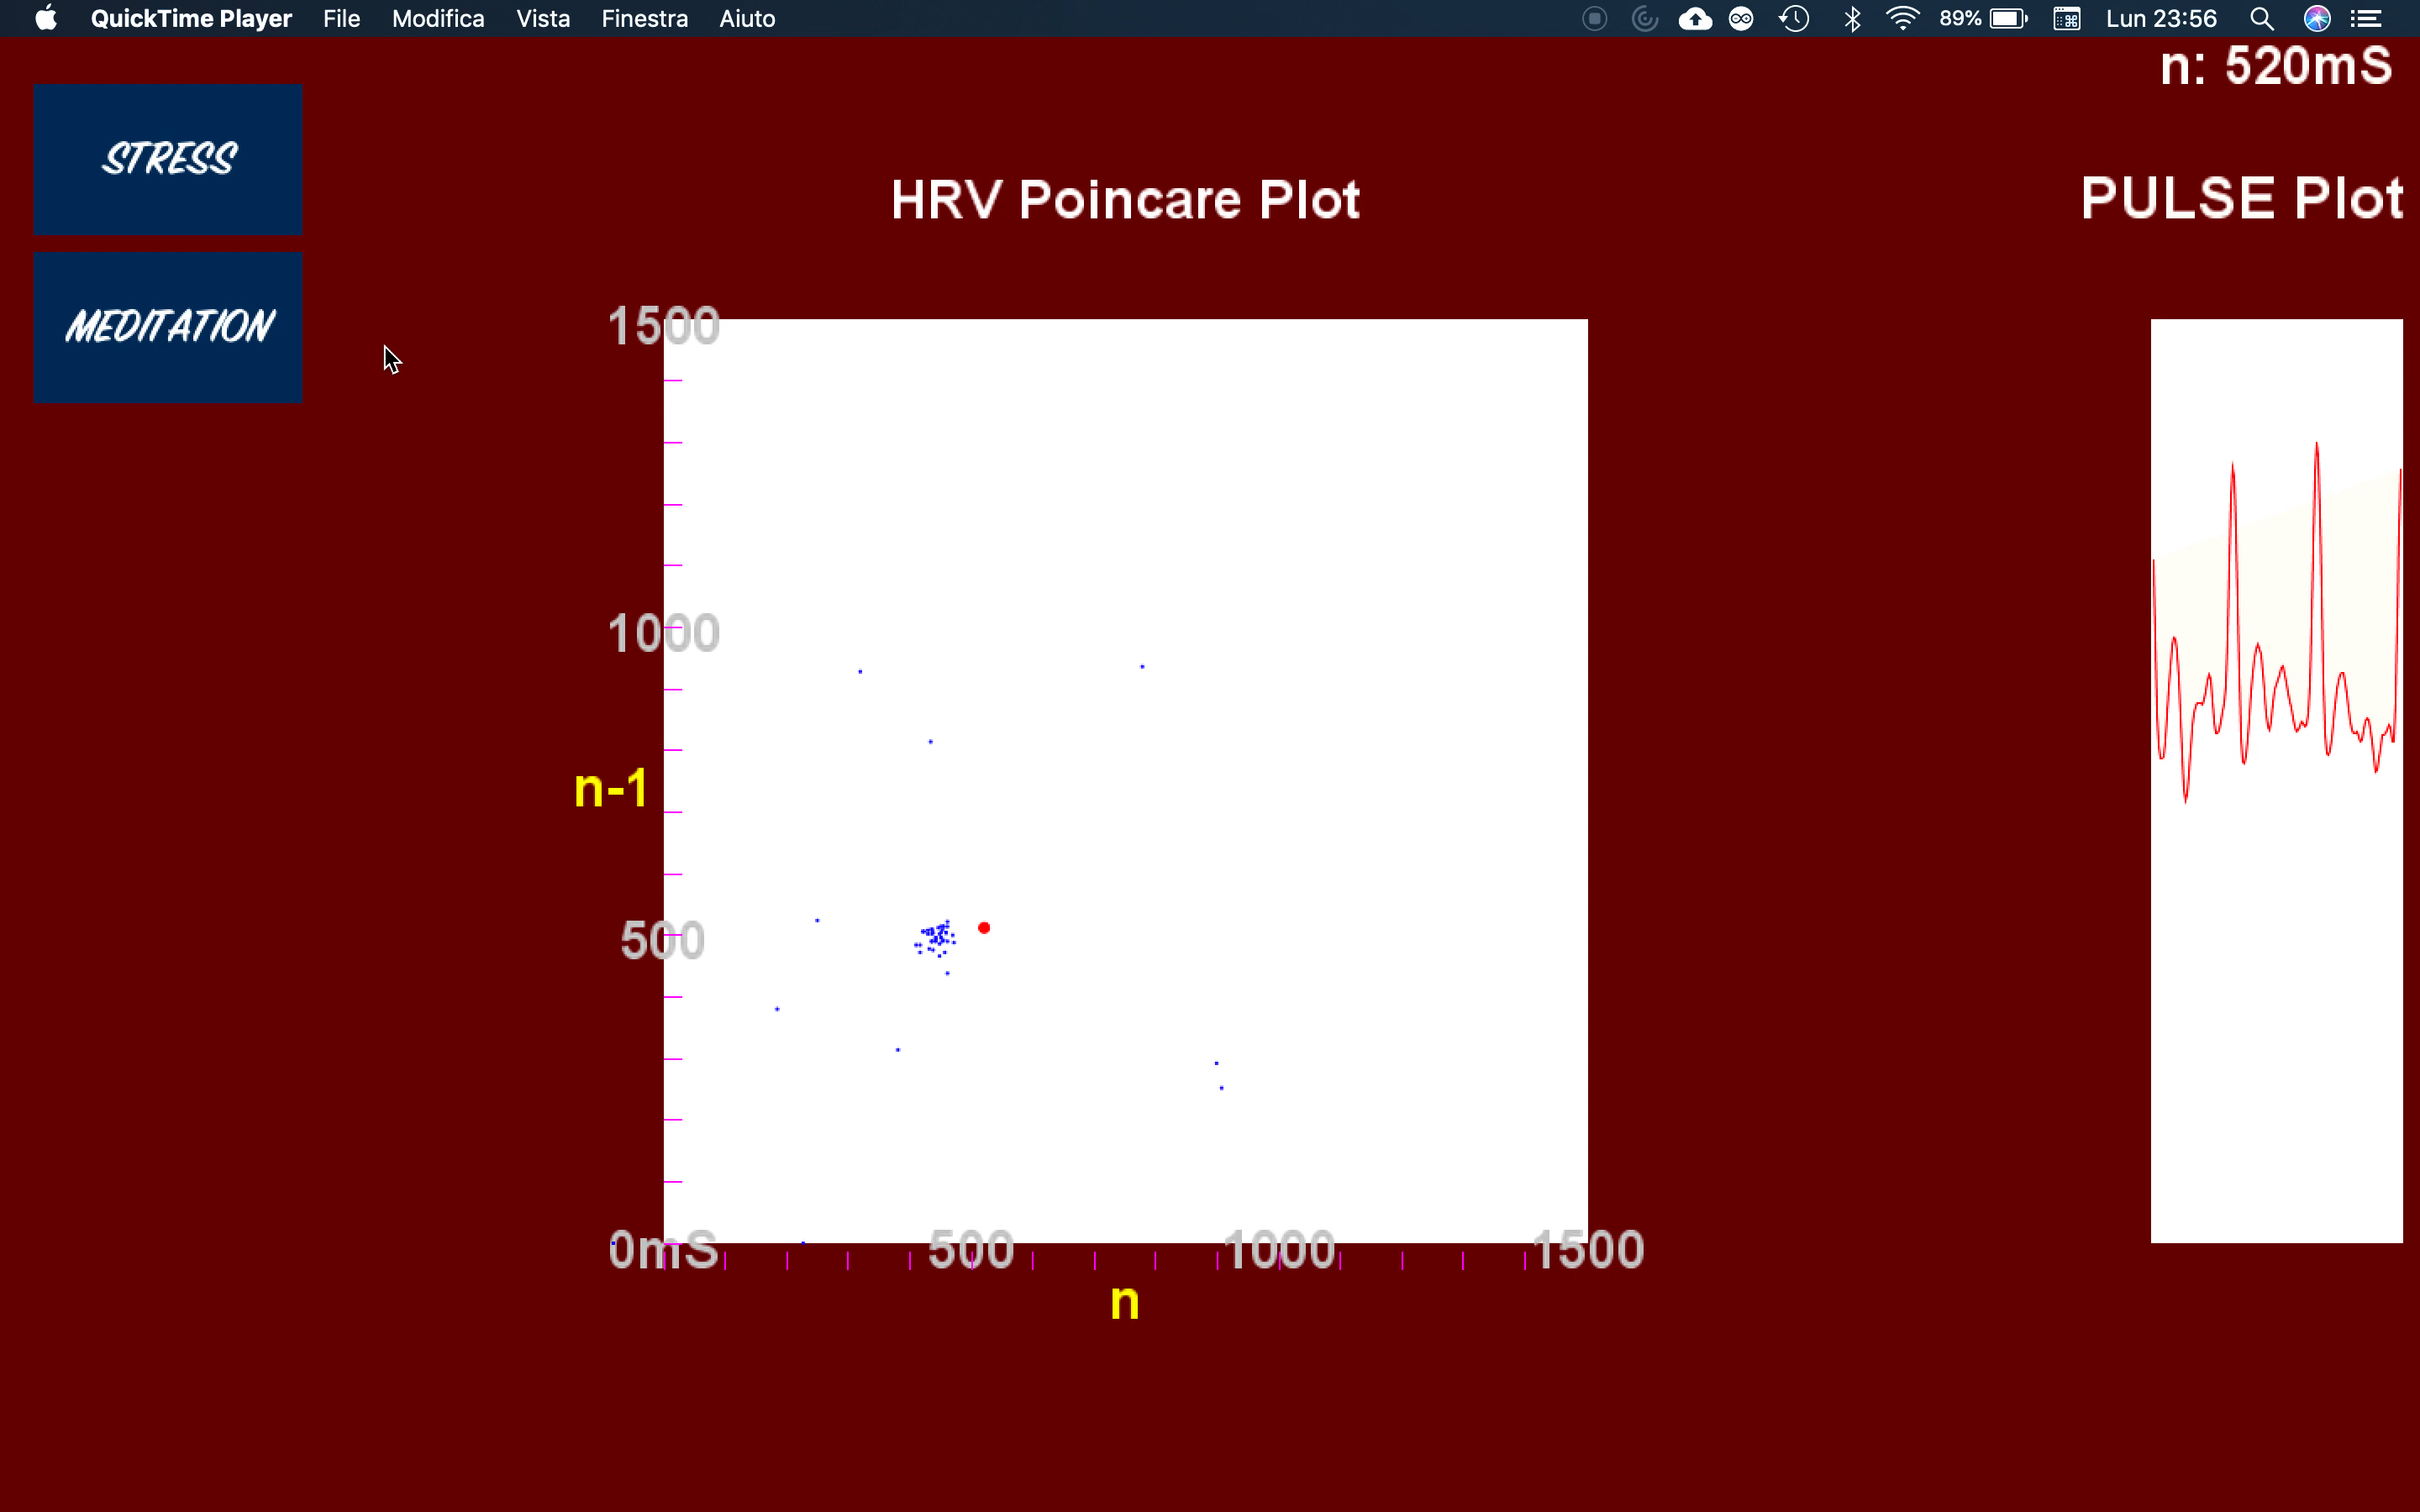 QuickTime Player File Modifica Vista Finestra Aiuto 89% Lun 23:56
n: 520mS
STRESS
HRV Poincare Plot
PULSE Plot
MEDITATION
1500
1000
n-1
500
0mS 500 1000 1500
n